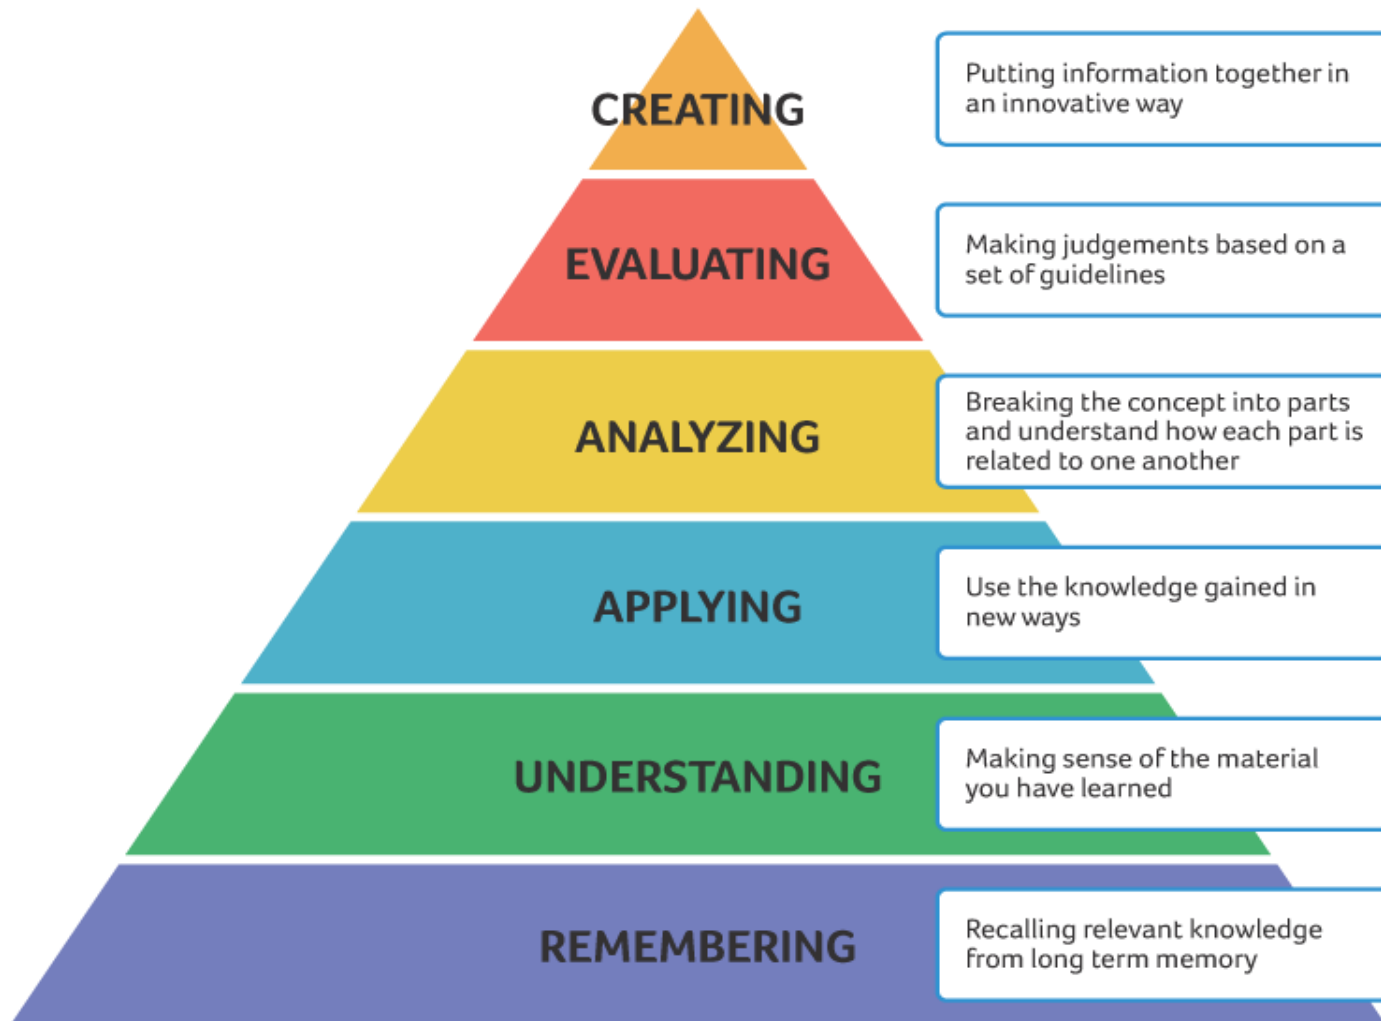 CREATING
Putting information together in
an innovative way
EVALUATING
Making judgements based on a
set of guidelines
ANALYZING
Breaking the concept into parts
and understand how each part is
related to one another
APPLYING
Use the knowledge gained in
new ways
UNDERSTANDING
Making sense of the material
you have learned
REMEMBERING
Recalling relevant knowledge
from long term memory